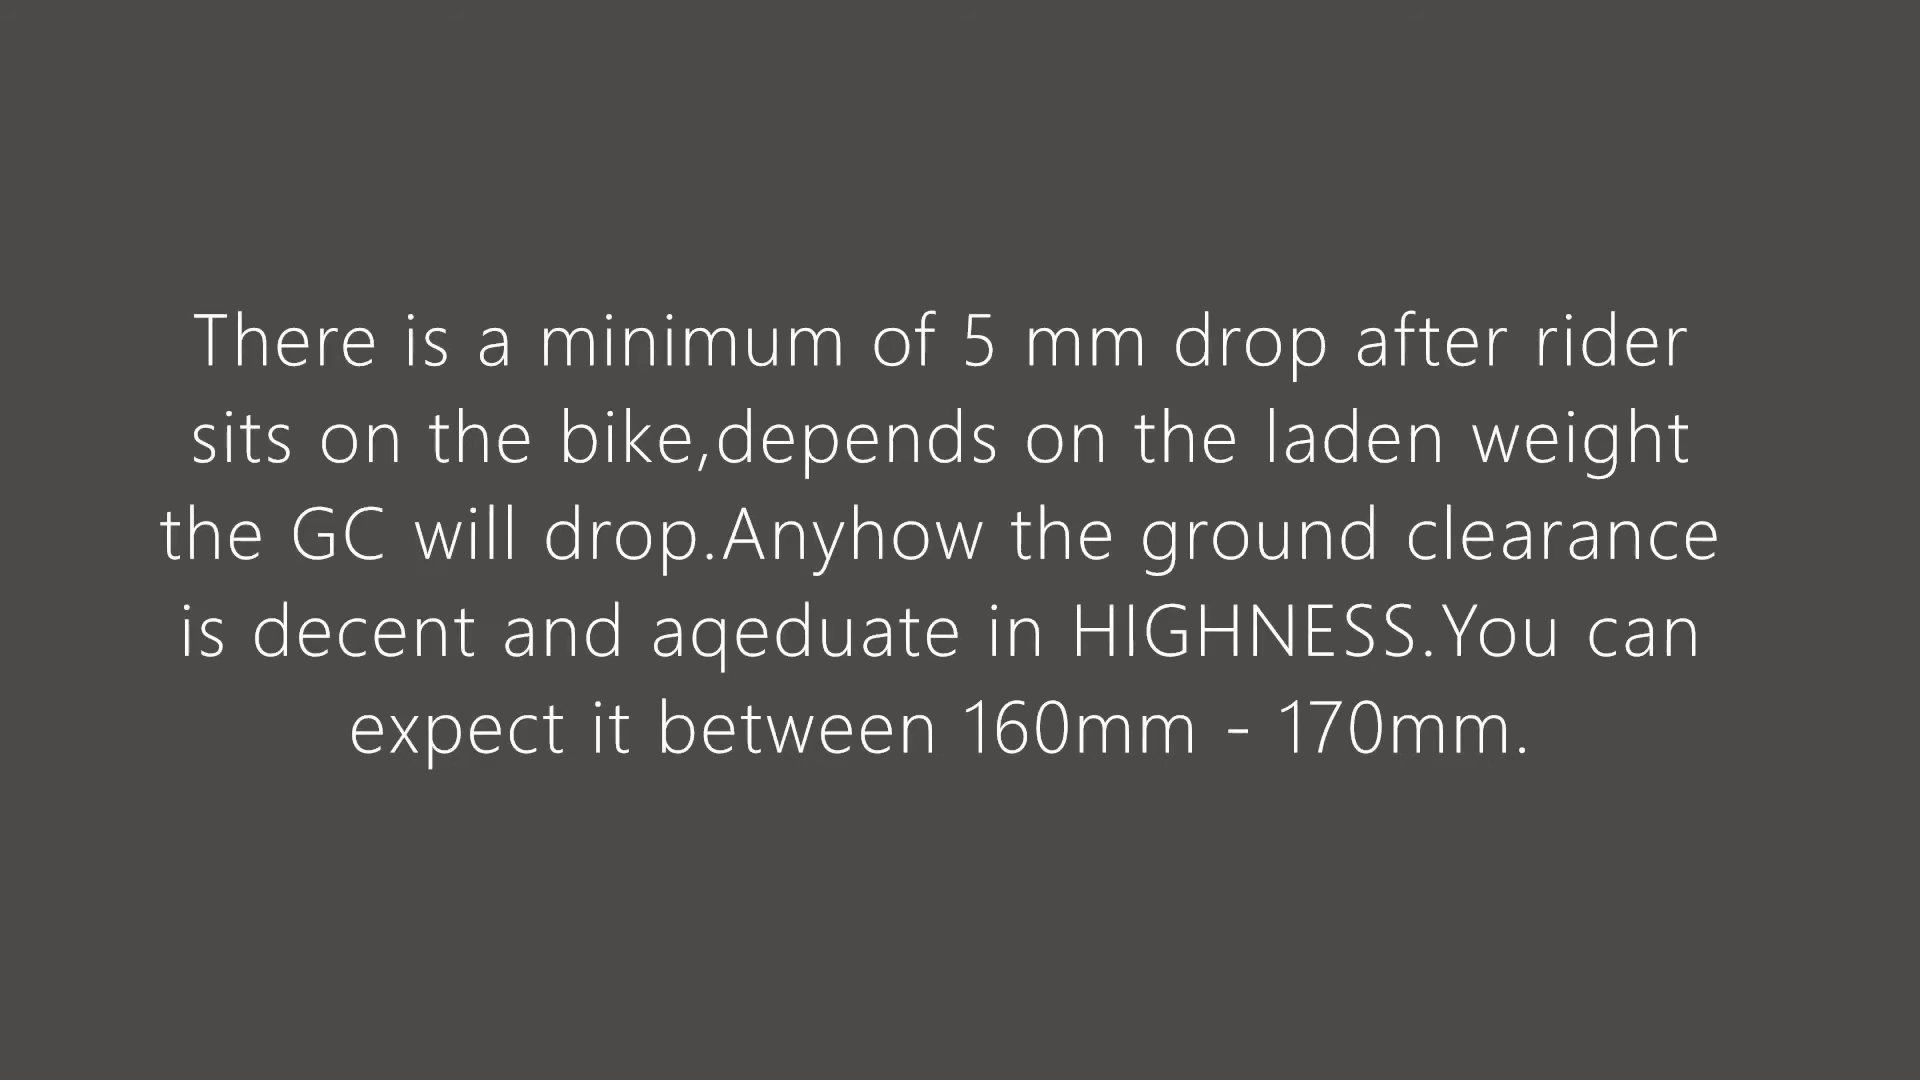 There is a minimum of 5 mm drop after rider
sits on the bike,depends on the laden weight
the GC will drop.Anyhow the ground clearance
is decent and aqeduate in HIGHNESS.You can
expect it between 160mm - 170mm.